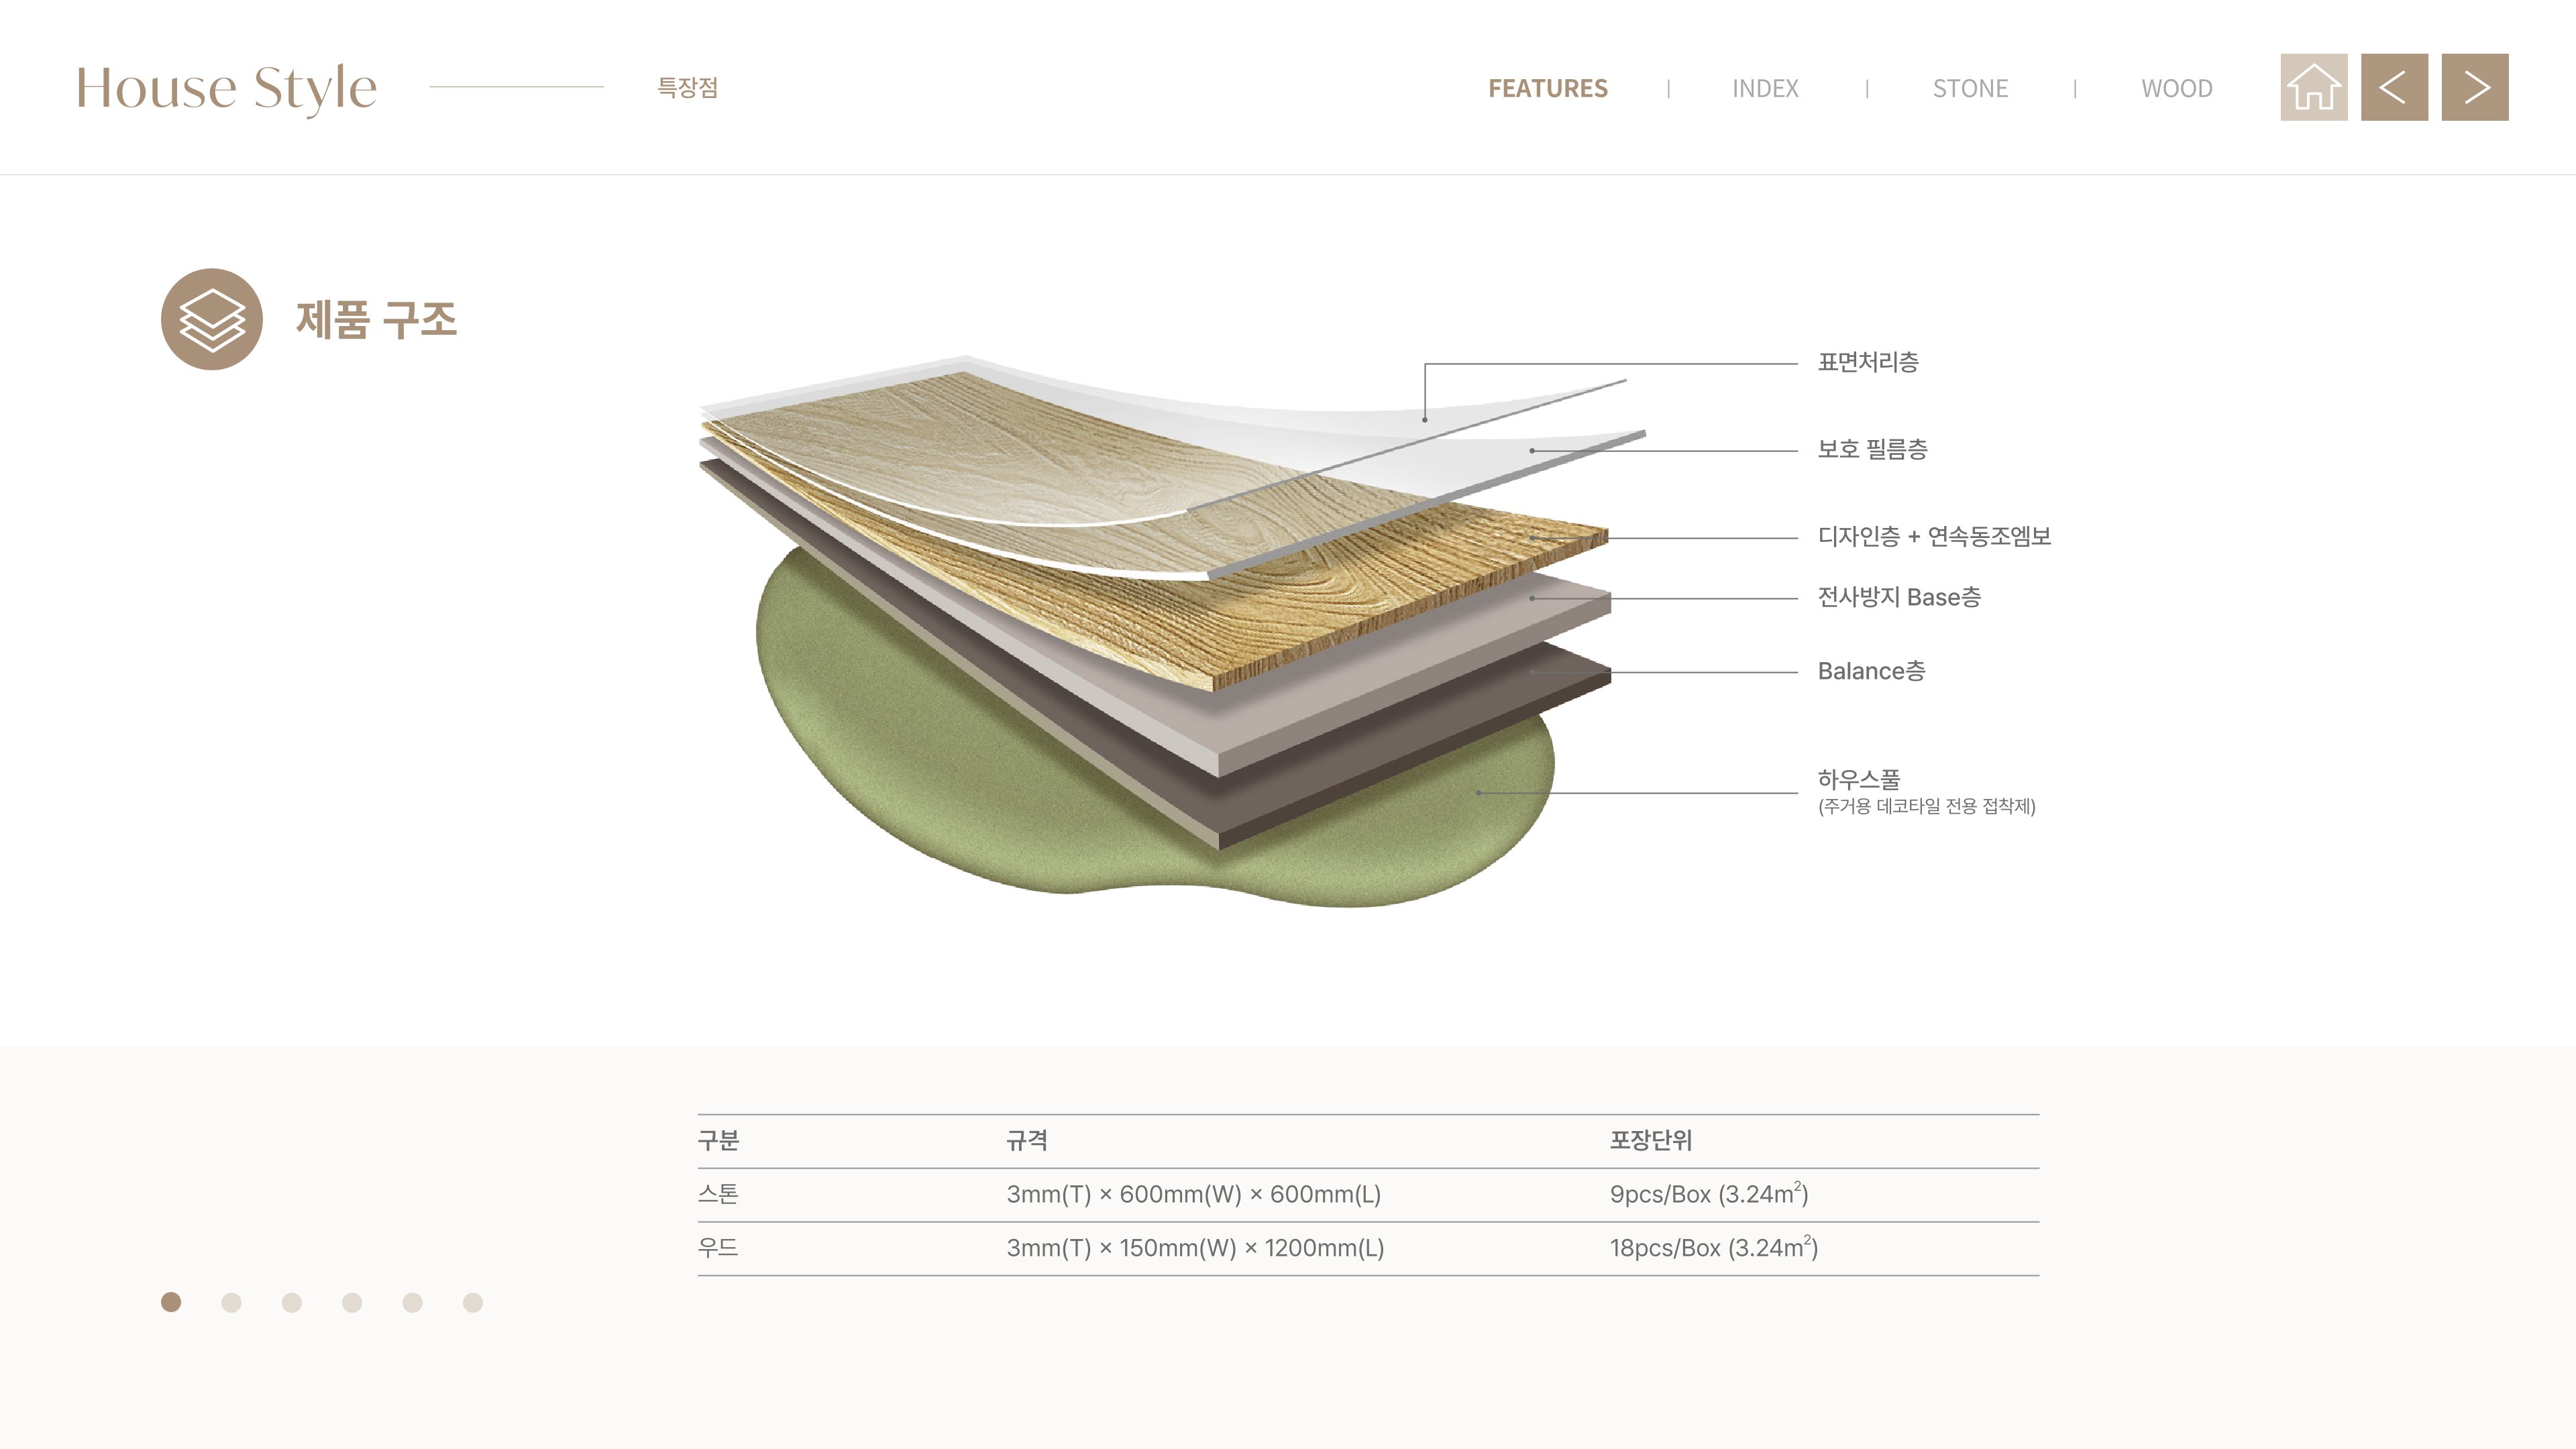 House Style
특장점
FEATURES | INDEX | STONE | WOOD
제품 구조
표면처리층
보호 필름층
디자인층 + 연속동조엠보
전사방지 Base층
Balance층
하우스풀
(주거용 데코타일 전용 접착제)
구분 규격 포장단위
스톤 3mm(T) × 600mm(W) × 600mm(L) 9pcs/Box (3.24m²)
우드 3mm(T) × 150mm(W) × 1200mm(L) 18pcs/Box (3.24m²)